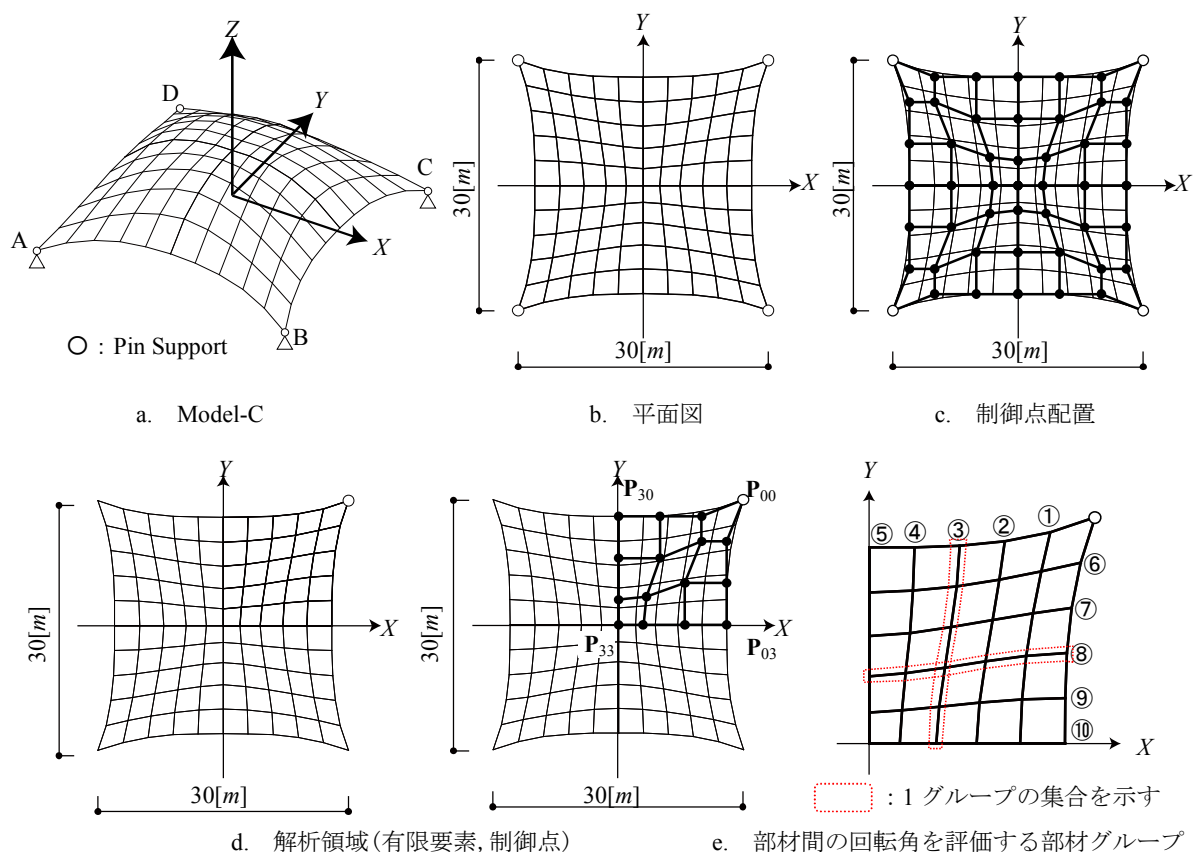 Z
D
Y
C
A
X
B
○ : Pin Support
a. Model-C
Y
X
30[m]
30[m]
b. 平面図
Y
X
30[m]
30[m]
c. 制御点配置
Y
X
30[m]
30[m]
Y
P30
P00
X
P33
P03
30[m]
30[m]
d. 解析領域(有限要素, 制御点)
Y
⑤ ④ ③ ② ①
⑥
⑦
⑧
⑨
⑩
X
: 1 グループの集合を示す
e. 部材間の回転角を評価する部材グループ